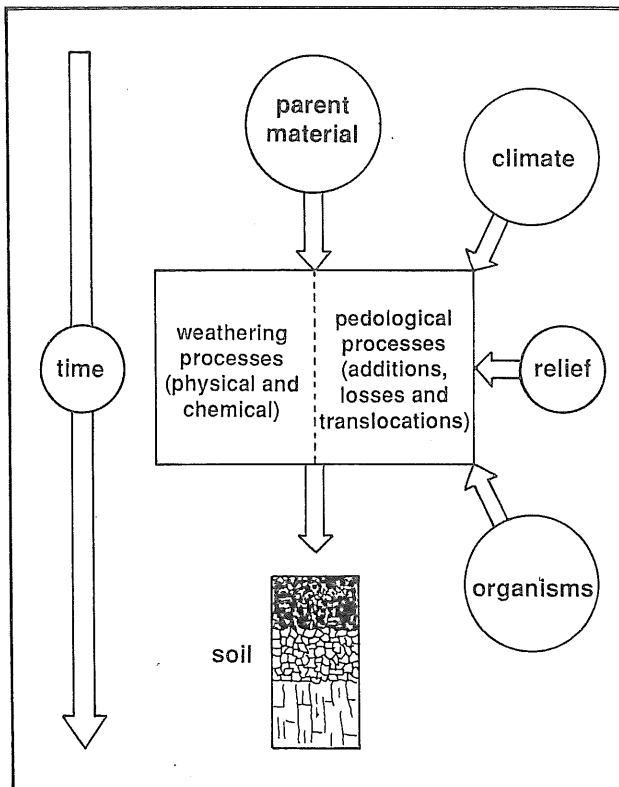 parent
material
climate
weathering
processes
(physical and
chemical)
pedological
processes
(additions,
losses and
translocations)
time
relief
organisms
soil